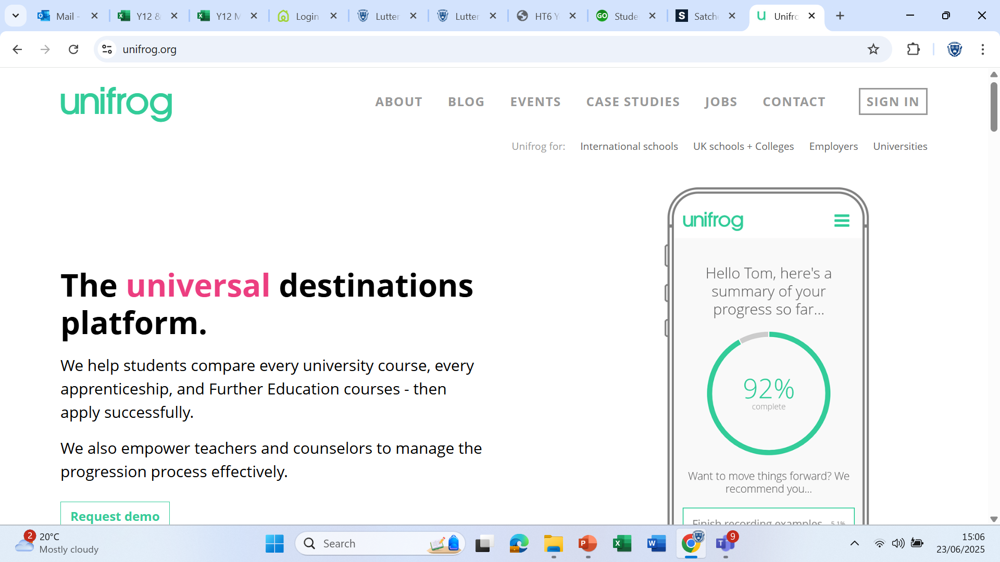 Mail -
Y12 &
Y12 M
Login
Lutter
Lutter
HT6 Y
GO
Stude
S
Satch
Unifro
unifrog.org
unifrog
ABOUT
BLOG
EVENTS
CASE STUDIES
JOBS
CONTACT
SIGN IN
Unifrog for:
International schools
UK schools + Colleges
Employers
Universities
The universal destinations
platform.
We help students compare every university course, every
apprenticeship, and Further Education courses - then
apply successfully.
We also empower teachers and counselors to manage the
progression process effectively.
Request demo
unifrog
Hello Tom, here's a
summary of your
progress so far...
92%
complete
Want to move things forward? We
recommend you...
Finish recording examples 5.1%
2
20°C
Mostly cloudy
Search
9
15:06
23/06/2025